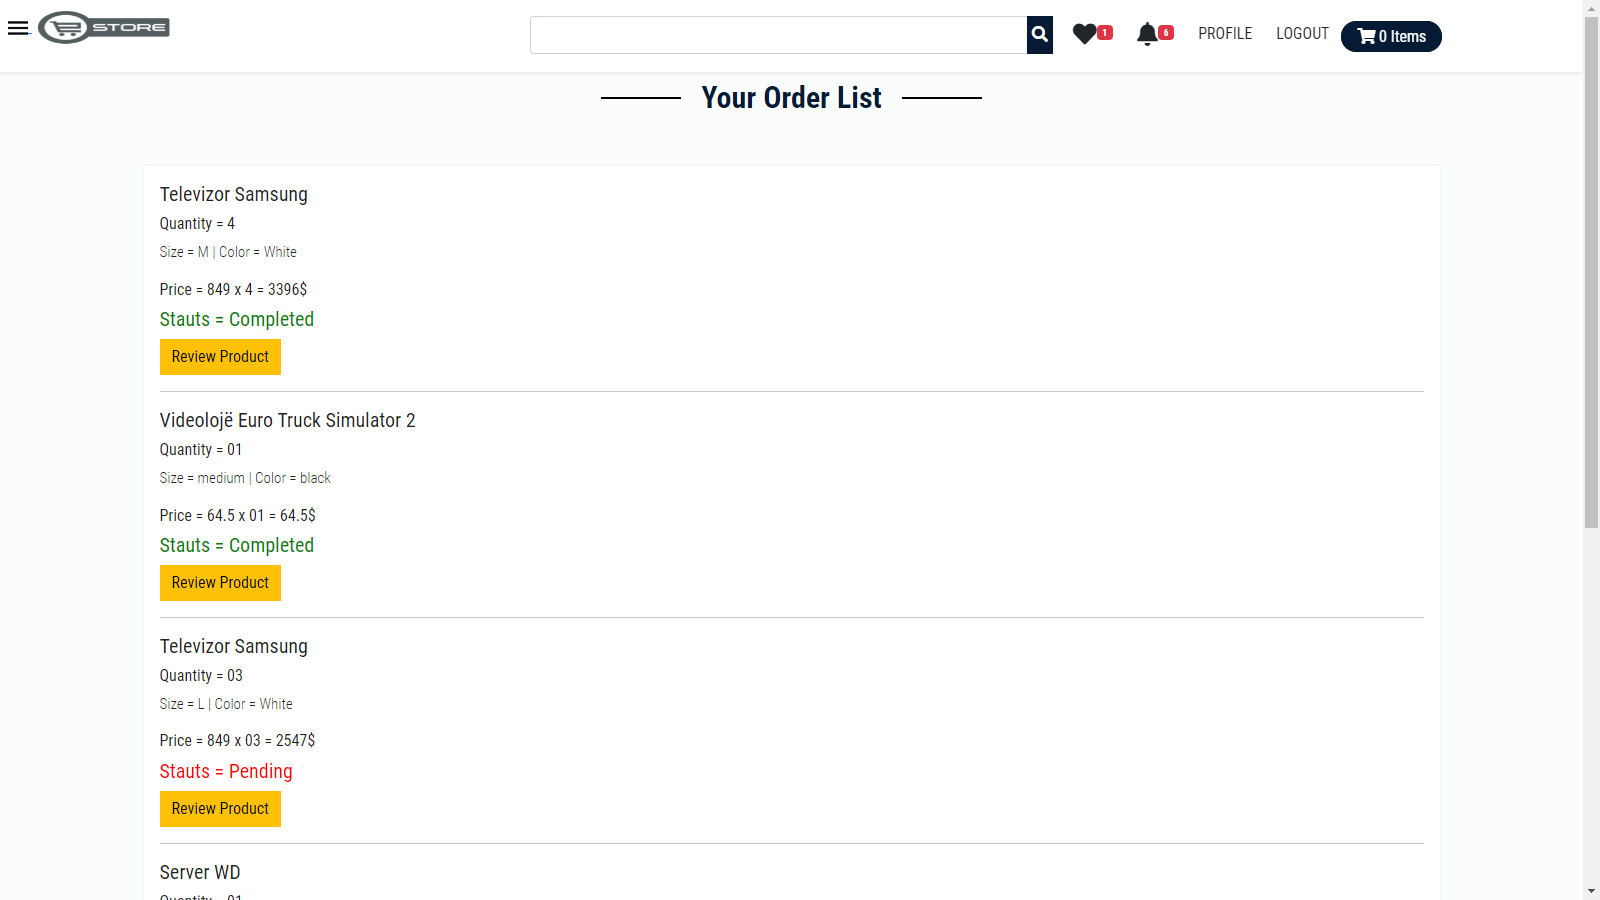 STORE
1
6
PROFILE
LOGOUT
0 Items
Your Order List
Televizor Samsung
Quantity = 4
Size = M | Color = White
Price = 849 x 4 = 3396$
Stauts = Completed
Review Product
Videolojë Euro Truck Simulator 2
Quantity = 01
Size = medium | Color = black
Price = 64.5 x 01 = 64.5$
Stauts = Completed
Review Product
Televizor Samsung
Quantity = 03
Size = L | Color = White
Price = 849 x 03 = 2547$
Stauts = Pending
Review Product
Server WD
Quantity = 01